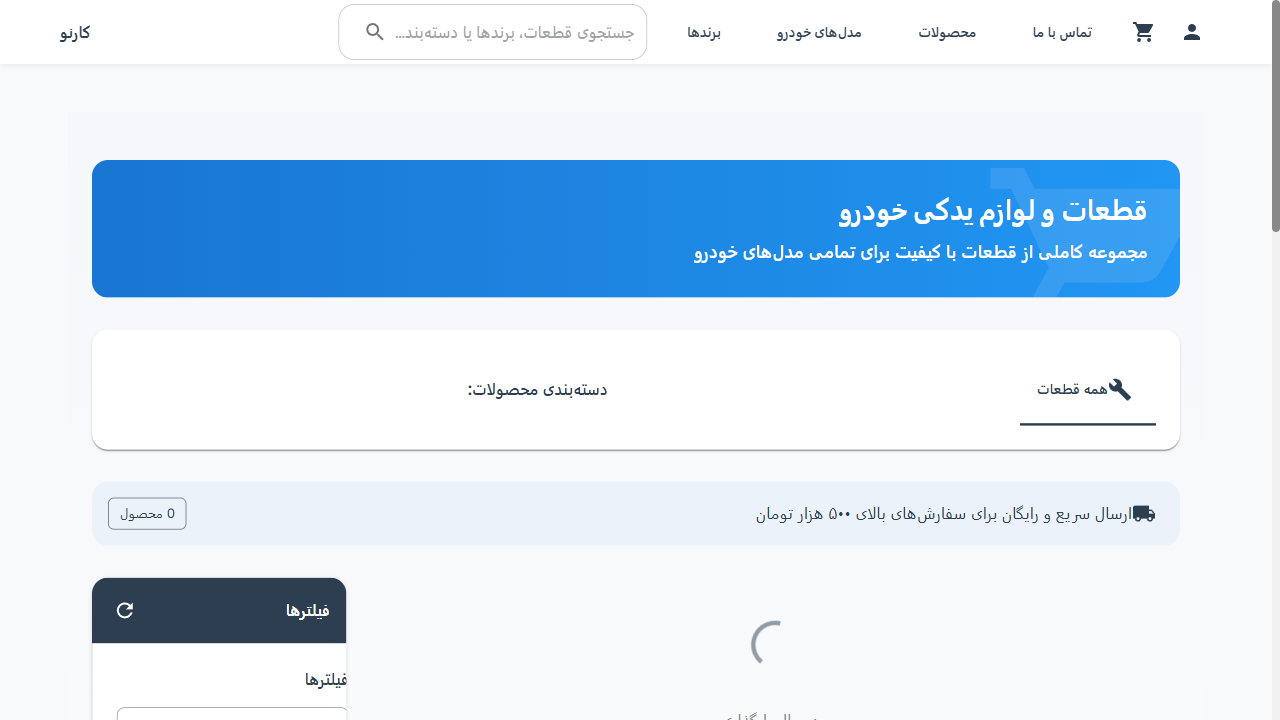 تماس با ما
محصولات
مدل‌های خودرو
برندها
جستجوی قطعات، برندها یا دسته‌بند...
کارنو
قطعات و لوازم یدکی خودرو
مجموعه کاملی از قطعات با کیفیت برای تمامی مدل‌های خودرو
همه قطعات
دسته‌بندی محصولات:
ارسال سریع و رایگان برای سفارش‌های بالای ۵۰۰ هزار تومان
0 محصول
فیلترها
فیلترها